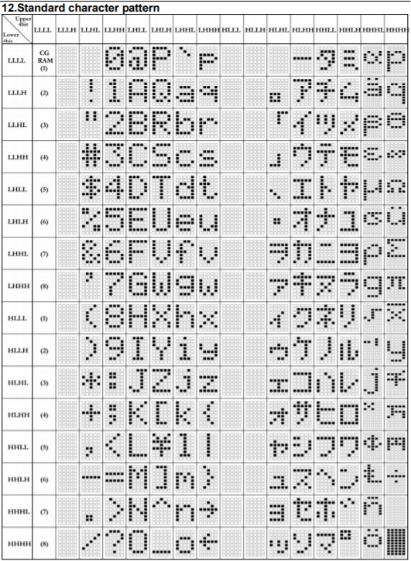 12.Standard character pattern
Upper 4bit
Lower 4bit
LLLL LLLH LLHL LLHH LHLL LHLH LHHL LHHH HLLL HLLH HLHL HLHH HHLL HHLH HHHL HHHH
LLLL CG RAM (1) 0 @ P ` p ー タ ミ α p
LLLH (2) ! 1 A Q a q 。 ア チ ム ä q
LLHL (3) " 2 B R b r 「 イ ツ メ β θ
LLHH (4) # 3 C S c s 」 ウ テ モ ε ∞
LHLL (5) $ 4 D T d t 、 エ ト ヤ μ Ω
LHLH (6) % 5 E U e u ・ オ ナ ユ σ ü
LHHL (7) & 6 F V f v ヲ カ ニ ヨ ρ Σ
LHHH (8) ' 7 G W g w ァ キ ヌ ラ g π
HLLL (1) ( 8 H X h x ィ ク ネ リ √ x̄
HLLH (2) ) 9 I Y i y ゥ ケ ノ ル ⁻¹ y
HLHL (3) * : J Z j z ェ コ ハ レ j 千
HLHH (4) + ; K [ k { ォ サ ヒ ロ ˣ 万
HHLL (5) , < L ¥ l | ャ シ フ ワ ¢ 円
HHLH (6) - = M ] m } ュ ス ヘ ン Ł ÷
HHHL (7) . > N ^ n → ョ セ ホ ゛ ñ
HHHH (8) / ? O _ o ← ッ ソ マ ゜ ö █